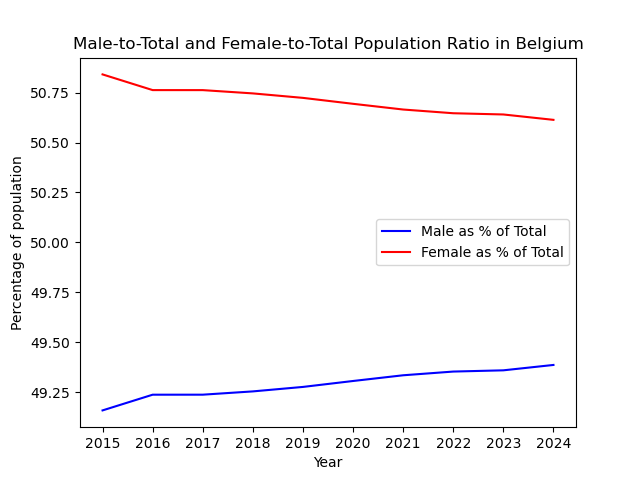 Male-to-Total and Female-to-Total Population Ratio in Belgium
Percentage of population
50.75
50.50
50.25
50.00
49.75
49.50
49.25
Male as % of Total
Female as % of Total
2015 2016 2017 2018 2019 2020 2021 2022 2023 2024
Year